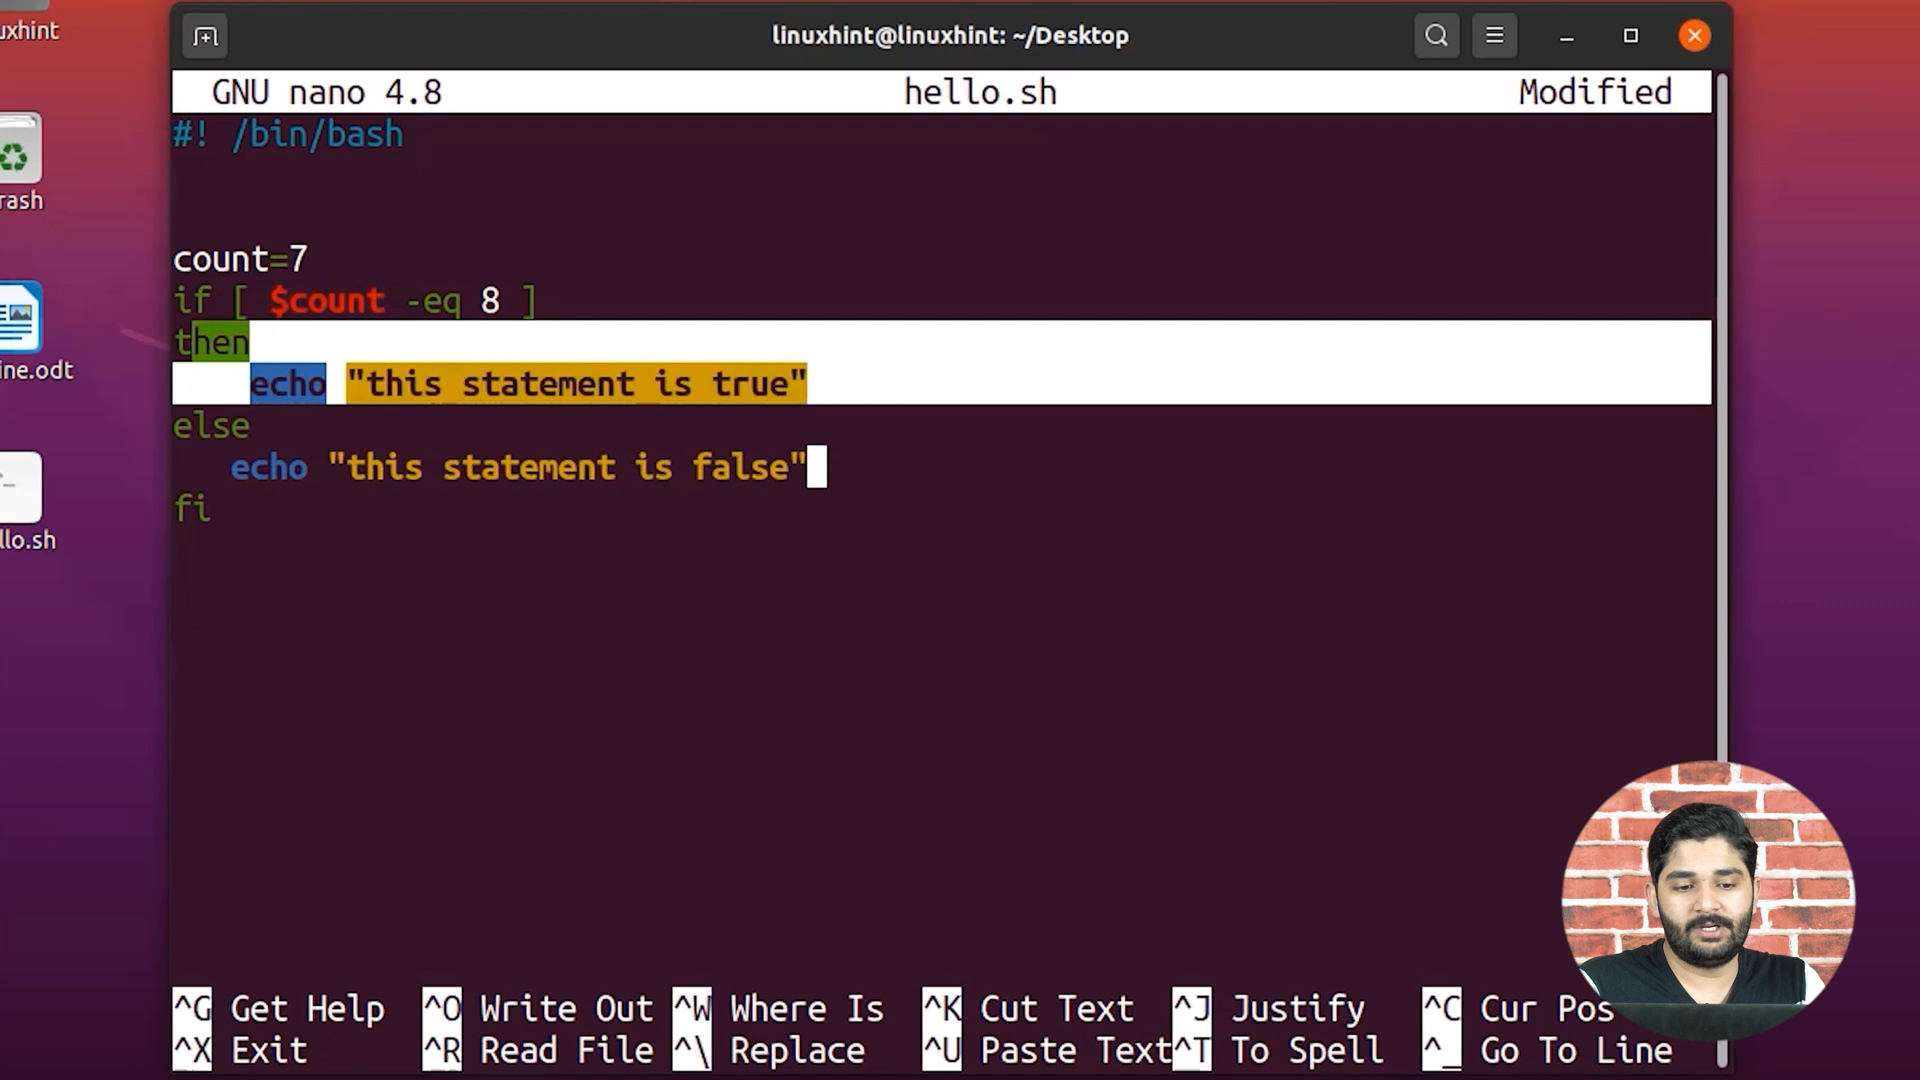 linuxhint@linuxhint: ~/Desktop
GNU nano 4.8 hello.sh Modified
#! /bin/bash
count=7
if [ $count -eq 8 ]
then
echo "this statement is true"
else
echo "this statement is false"
fi
^G Get Help ^O Write Out ^W Where Is ^K Cut Text ^J Justify ^C Cur Pos
^X Exit ^R Read File ^\ Replace ^U Paste Text ^T To Spell ^_ Go To Line
uxhint
rash
ine.odt
llo.sh